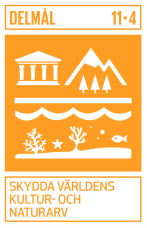 DELMÅL 11·4
SKYDDA VÄRLDENS
KULTUR- OCH
NATURARV